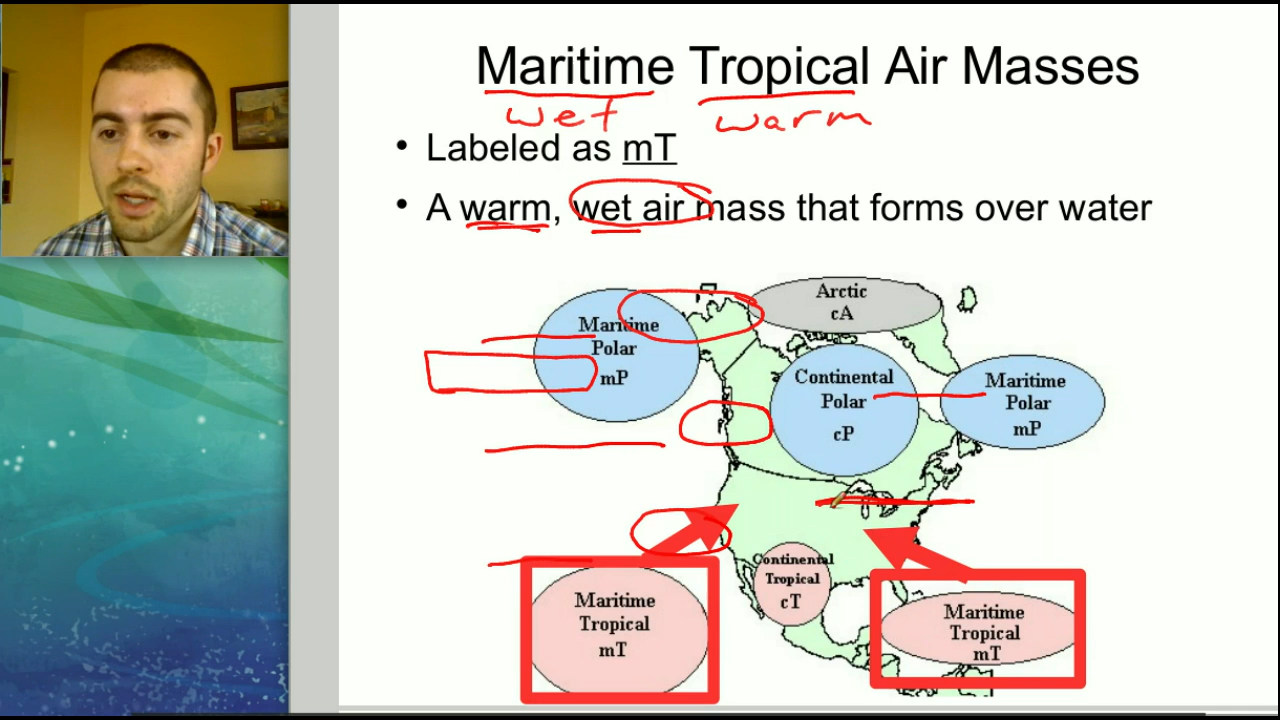 Maritime Tropical Air Masses
wet warm
• Labeled as mT
• A warm, wet air mass that forms over water
Arctic
cA
Maritime
Polar
mP
Continental
Polar
cP
Maritime
Polar
mP
Continental
Tropical
cT
Maritime
Tropical
mT
Maritime
Tropical
mT